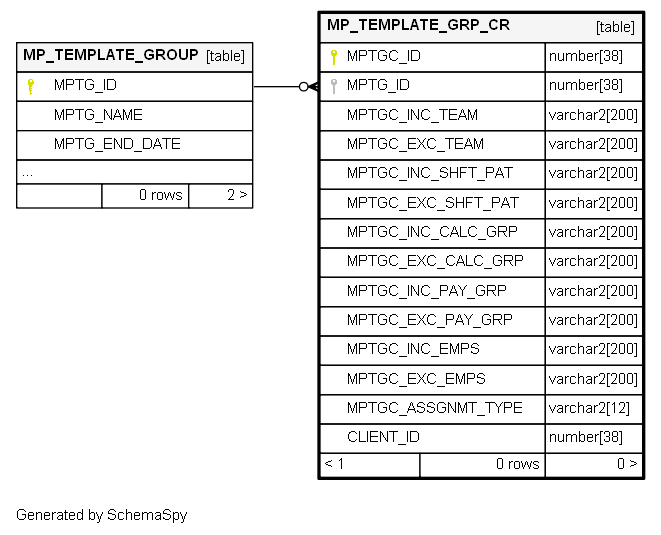 MP_TEMPLATE_GROUP [table]
MPTG_ID
MPTG_NAME
MPTG_END_DATE
...
0 rows 2 >
MP_TEMPLATE_GRP_CR [table]
MPTGC_ID number[38]
MPTG_ID number[38]
MPTGC_INC_TEAM varchar2[200]
MPTGC_EXC_TEAM varchar2[200]
MPTGC_INC_SHFT_PAT varchar2[200]
MPTGC_EXC_SHFT_PAT varchar2[200]
MPTGC_INC_CALC_GRP varchar2[200]
MPTGC_EXC_CALC_GRP varchar2[200]
MPTGC_INC_PAY_GRP varchar2[200]
MPTGC_EXC_PAY_GRP varchar2[200]
MPTGC_INC_EMPS varchar2[200]
MPTGC_EXC_EMPS varchar2[200]
MPTGC_ASSGNMT_TYPE varchar2[12]
CLIENT_ID number[38]
< 1 0 rows 0 >
Generated by SchemaSpy